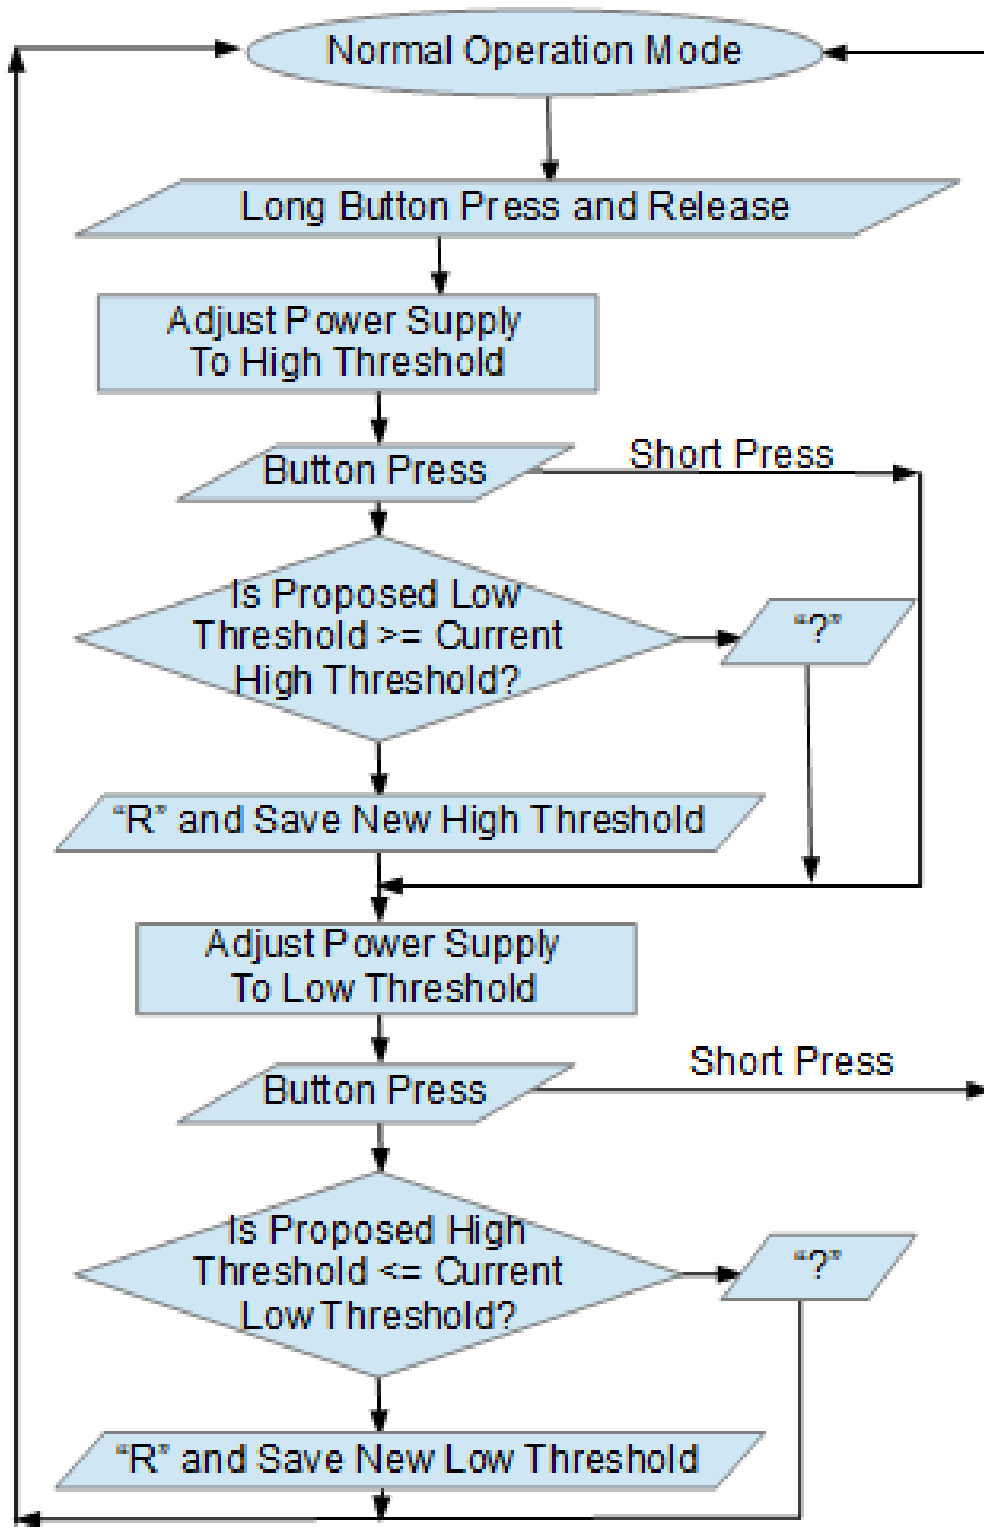 Normal Operation Mode
Long Button Press and Release
Adjust Power Supply
To High Threshold
Button Press
Short Press
Is Proposed Low
Threshold >= Current
High Threshold?
“?”
“R” and Save New High Threshold
Adjust Power Supply
To Low Threshold
Button Press
Short Press
Is Proposed High
Threshold <= Current
Low Threshold?
“?”
“R” and Save New Low Threshold